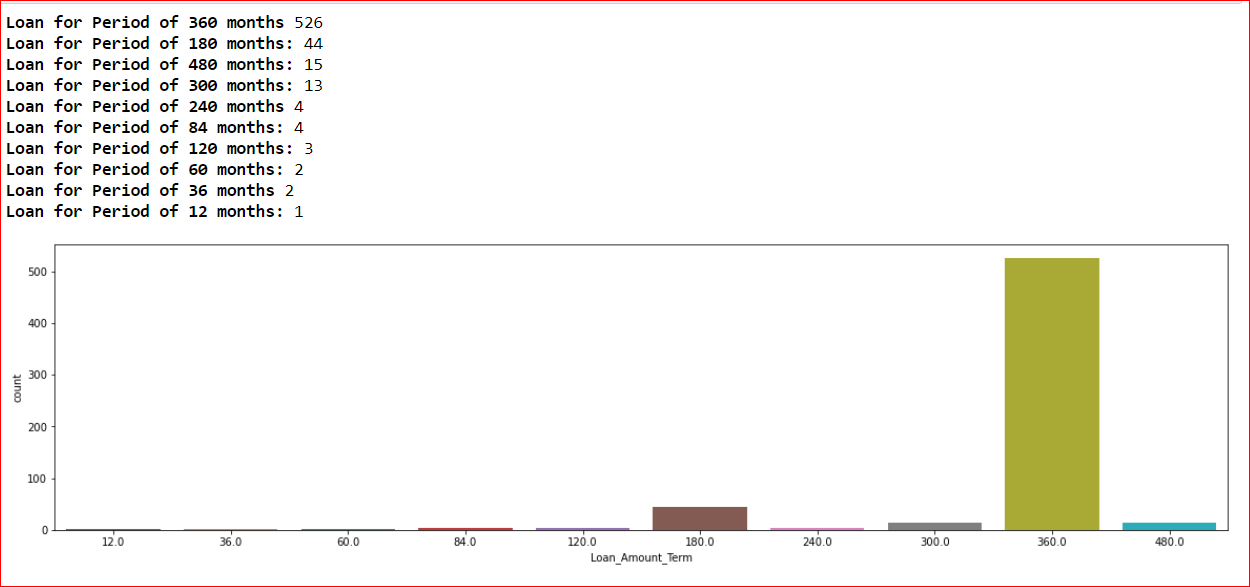 Loan for Period of 360 months 526
Loan for Period of 180 months: 44
Loan for Period of 480 months: 15
Loan for Period of 300 months: 13
Loan for Period of 240 months 4
Loan for Period of 84 months: 4
Loan for Period of 120 months: 3
Loan for Period of 60 months: 2
Loan for Period of 36 months 2
Loan for Period of 12 months: 1
500
400
300
200
100
0
count
12.0 36.0 60.0 84.0 120.0 180.0 240.0 300.0 360.0 480.0
Loan_Amount_Term